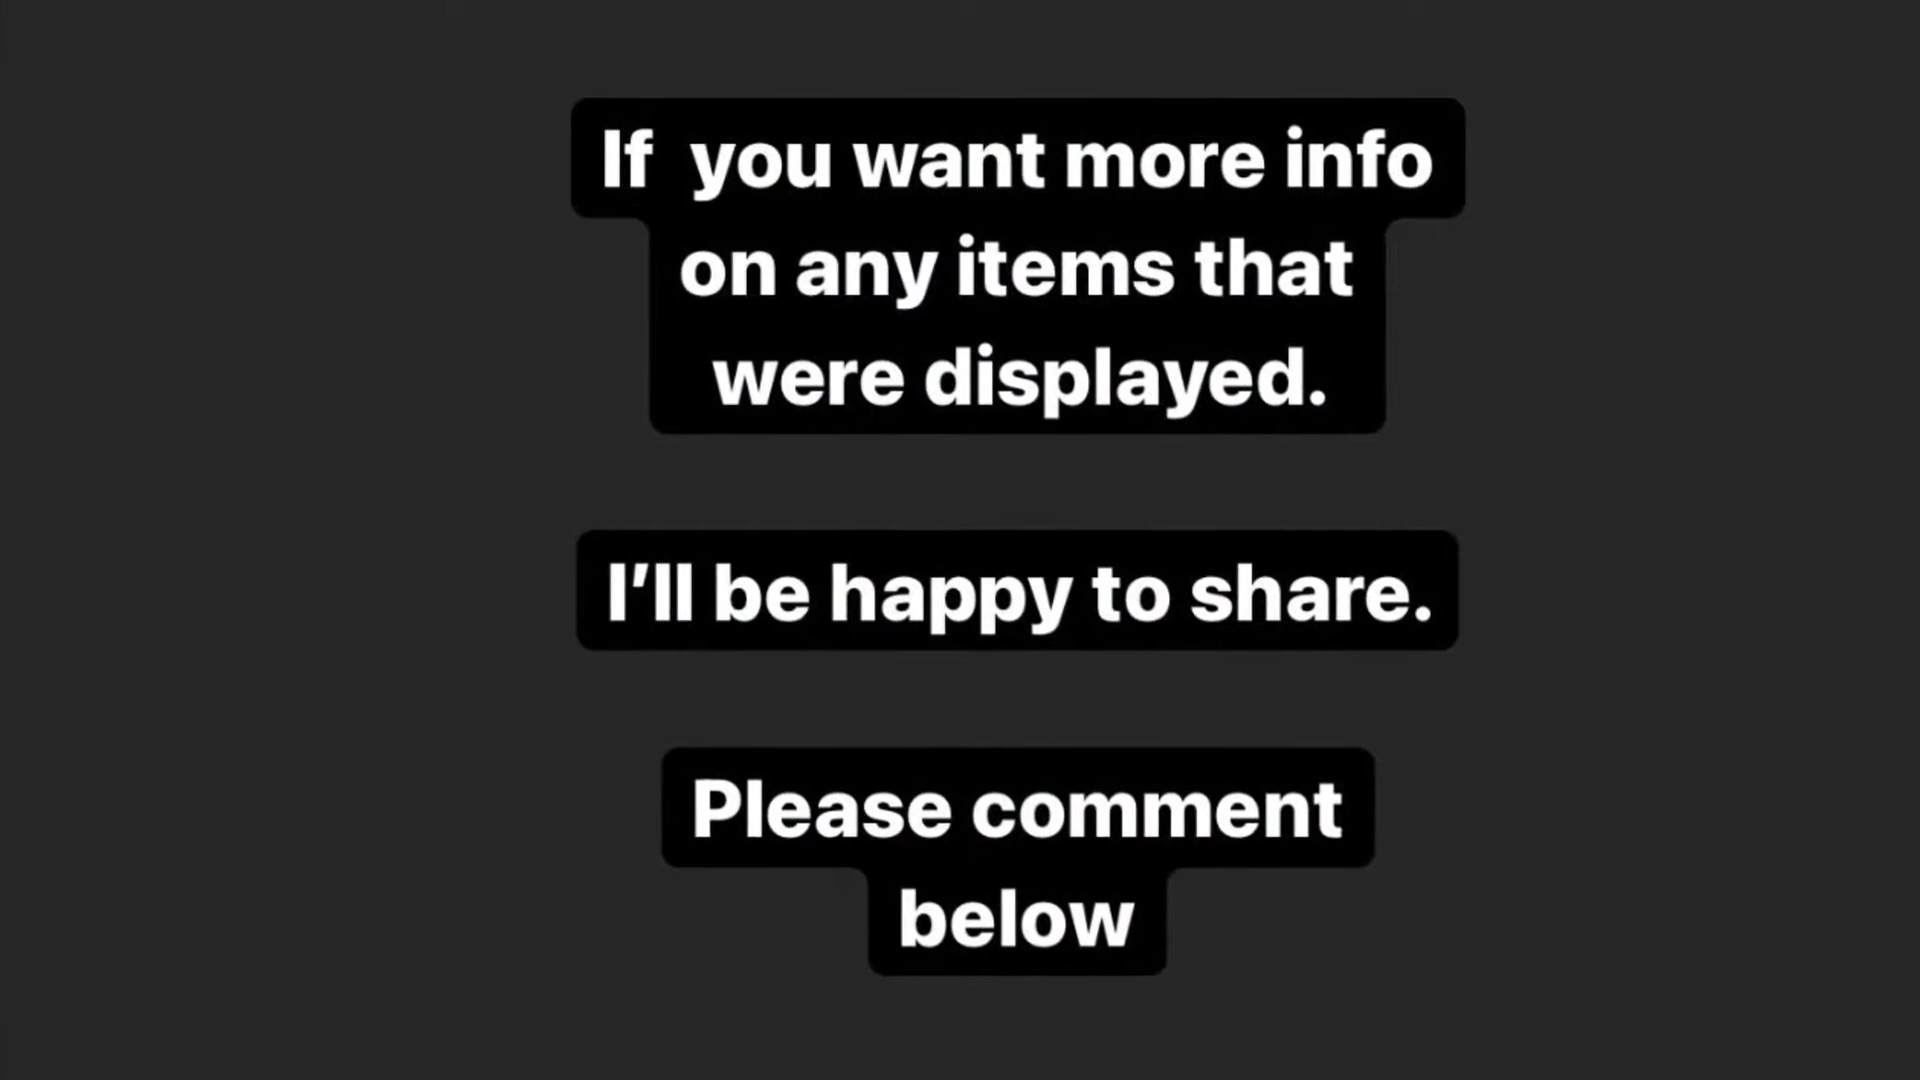 If  you want more info
on any items that
were displayed.
I’ll be happy to share.
Please comment
below